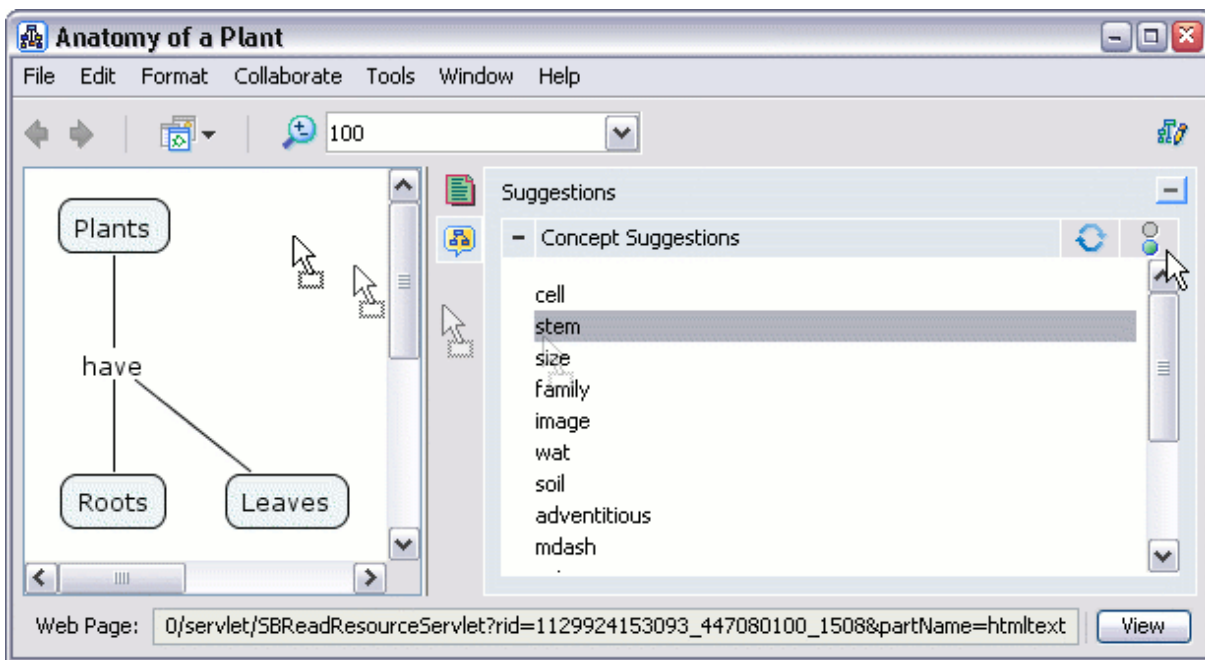 Anatomy of a Plant
File Edit Format Collaborate Tools Window Help
100
Plants
have
Roots Leaves
Suggestions
Concept Suggestions
cell
stem
size
family
image
wat
soil
adventitious
mdash
Web Page: 0/servlet/SBReadResourceServlet?rid=1129924153093_447080100_1508&partName=htmltext View